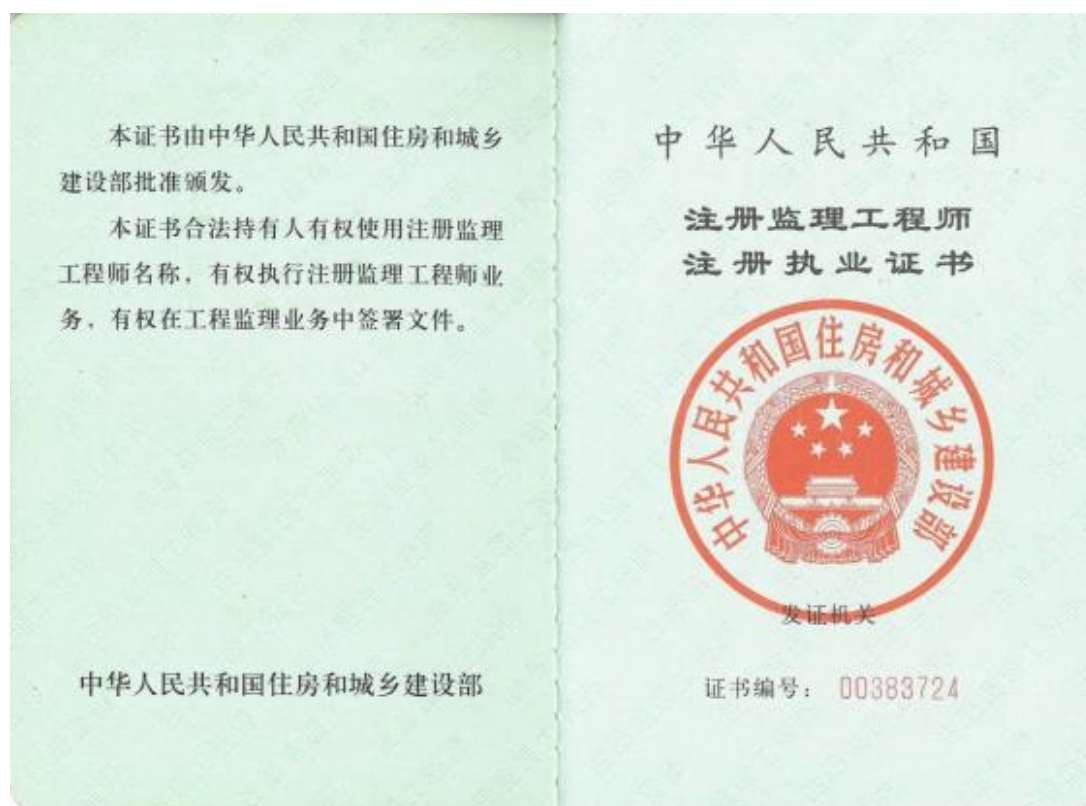 本证书由中华人民共和国住房和城乡
建设部批准颁发。
本证书合法持有人有权使用注册监理
工程师名称，有权执行注册监理工程师业
务，有权在工程监理业务中签署文件。
中华人民共和国住房和城乡建设部
中华人民共和国
注册监理工程师
注册执业证书
中华人民共和国住房和城乡建设部
发证机关
证书编号：00383724